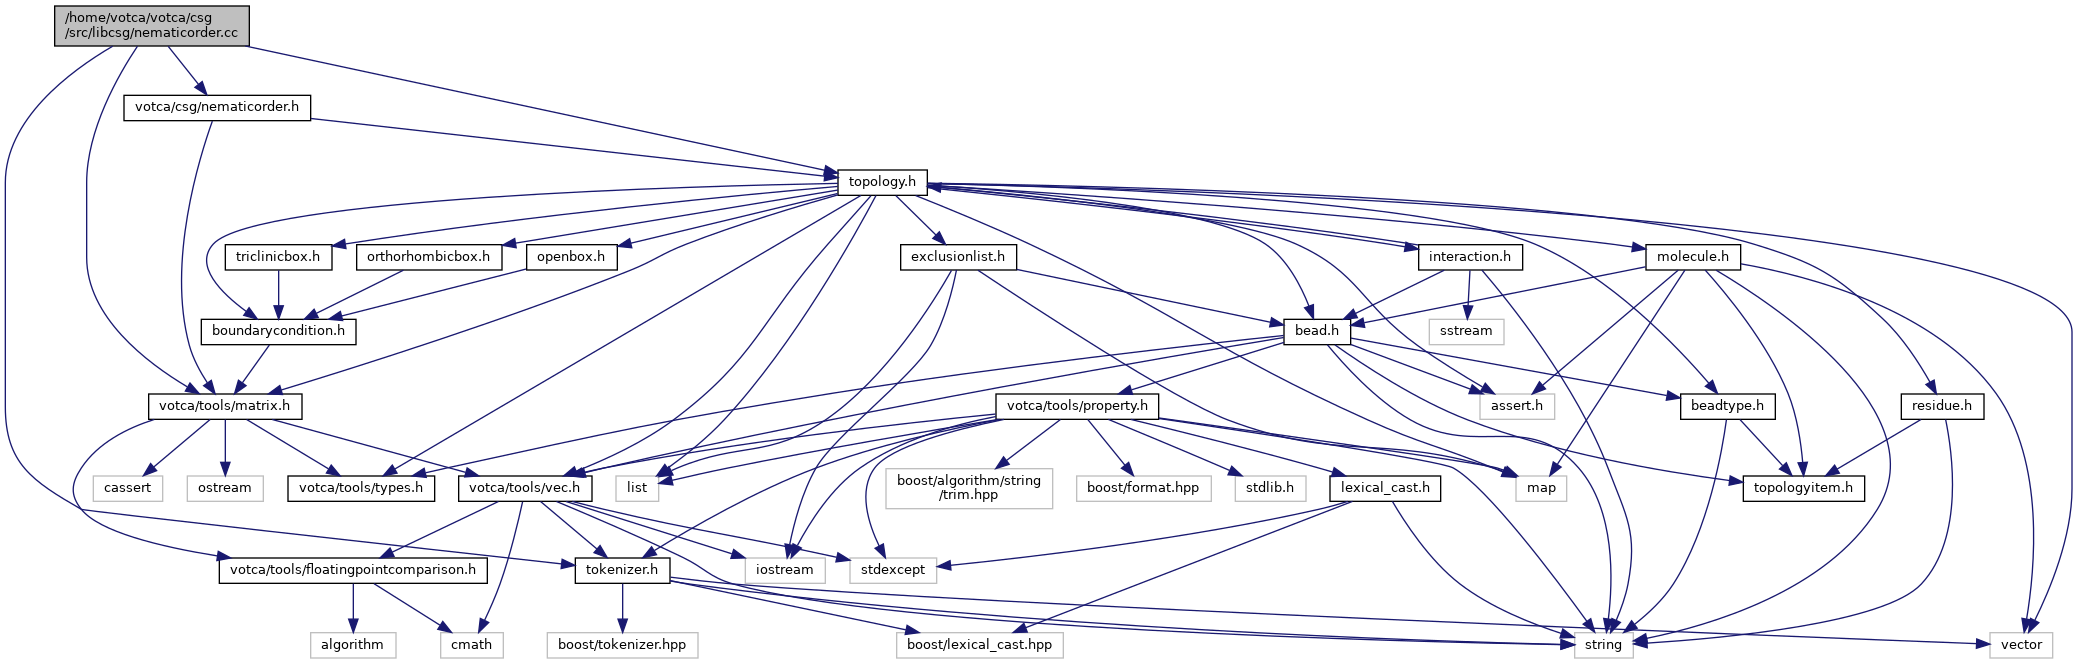 /home/votca/votca/csg
/src/libcsg/nematicorder.cc
votca/csg/nematicorder.h
topology.h
triclinicbox.h
orthorhombicbox.h
openbox.h
exclusionlist.h
interaction.h
molecule.h
boundarycondition.h
bead.h
sstream
votca/tools/matrix.h
votca/tools/property.h
assert.h
beadtype.h
residue.h
cassert
ostream
votca/tools/types.h
votca/tools/vec.h
list
boost/algorithm/string
/trim.hpp
boost/format.hpp
stdlib.h
lexical_cast.h
map
topologyitem.h
votca/tools/floatingpointcomparison.h
tokenizer.h
iostream
stdexcept
algorithm
cmath
boost/tokenizer.hpp
boost/lexical_cast.hpp
string
vector